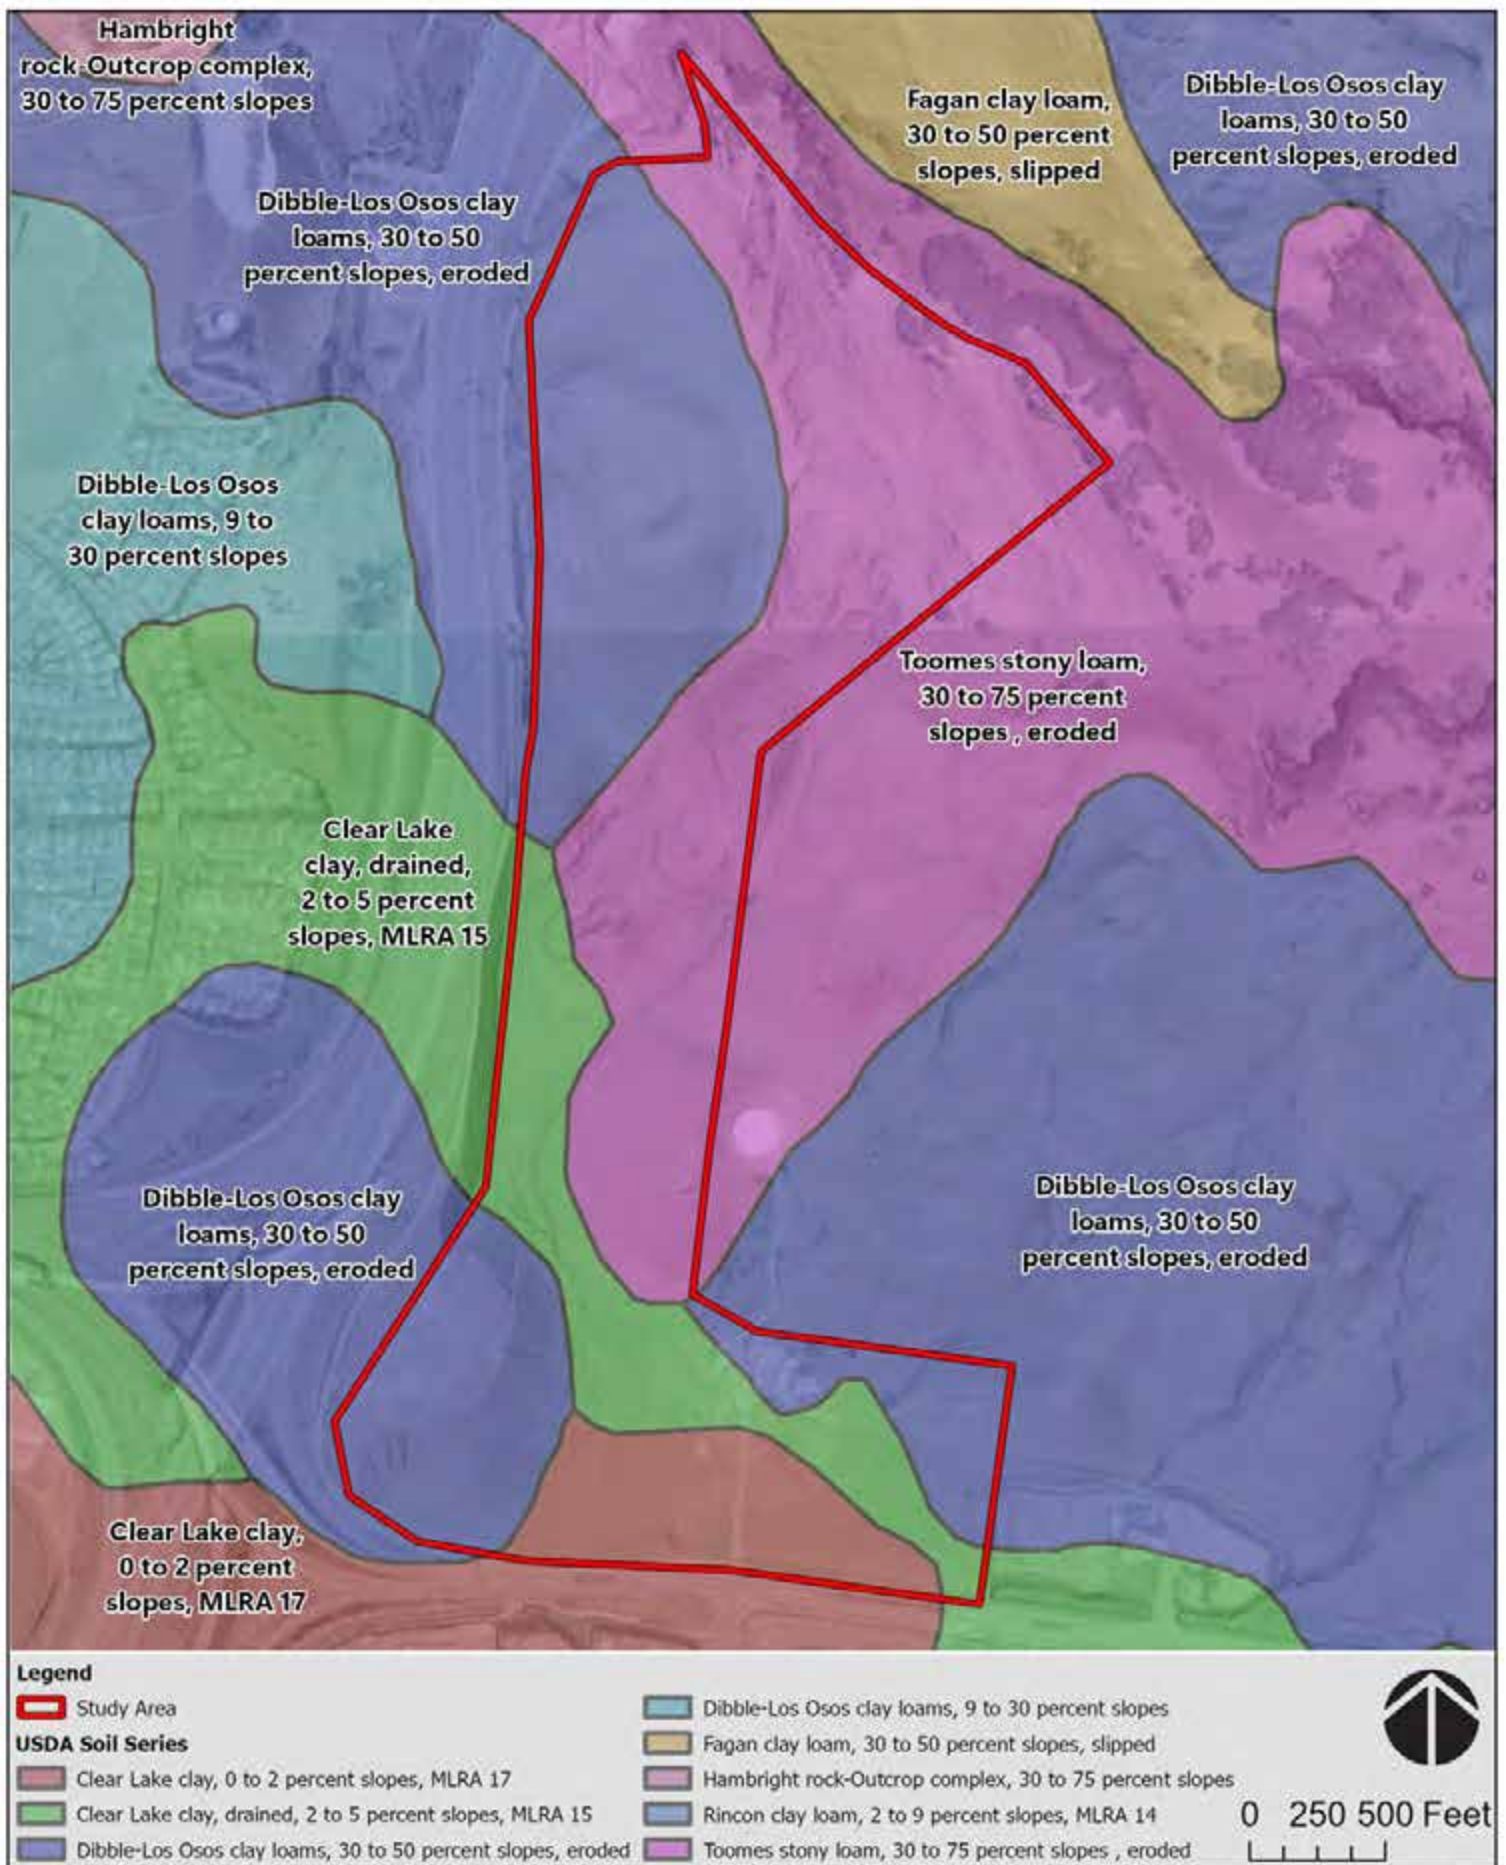 Hambright
rock-Outcrop complex,
30 to 75 percent slopes
Fagan clay loam,
30 to 50 percent
slopes, slipped
Dibble-Los Osos clay
loams, 30 to 50
percent slopes, eroded
Dibble-Los Osos clay
loams, 30 to 50
percent slopes, eroded
Dibble-Los Osos
clay loams, 9 to
30 percent slopes
Toomes stony loam,
30 to 75 percent
slopes , eroded
Clear Lake
clay, drained,
2 to 5 percent
slopes, MLRA 15
Dibble-Los Osos clay
loams, 30 to 50
percent slopes, eroded
Dibble-Los Osos clay
loams, 30 to 50
percent slopes, eroded
Clear Lake clay,
0 to 2 percent
slopes, MLRA 17
Legend
Study Area
USDA Soil Series
Clear Lake clay, 0 to 2 percent slopes, MLRA 17
Clear Lake clay, drained, 2 to 5 percent slopes, MLRA 15
Dibble-Los Osos clay loams, 30 to 50 percent slopes, eroded
Dibble-Los Osos clay loams, 9 to 30 percent slopes
Fagan clay loam, 30 to 50 percent slopes, slipped
Hambright rock-Outcrop complex, 30 to 75 percent slopes
Rincon clay loam, 2 to 9 percent slopes, MLRA 14
Toomes stony loam, 30 to 75 percent slopes , eroded
0 250 500 Feet